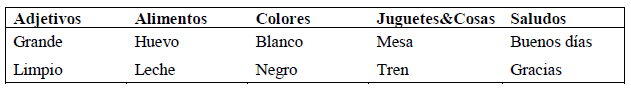 Adjetivos Alimentos Colores Juguetes&Cosas Saludos
Grande Huevo Blanco Mesa Buenos días
Limpio Leche Negro Tren Gracias